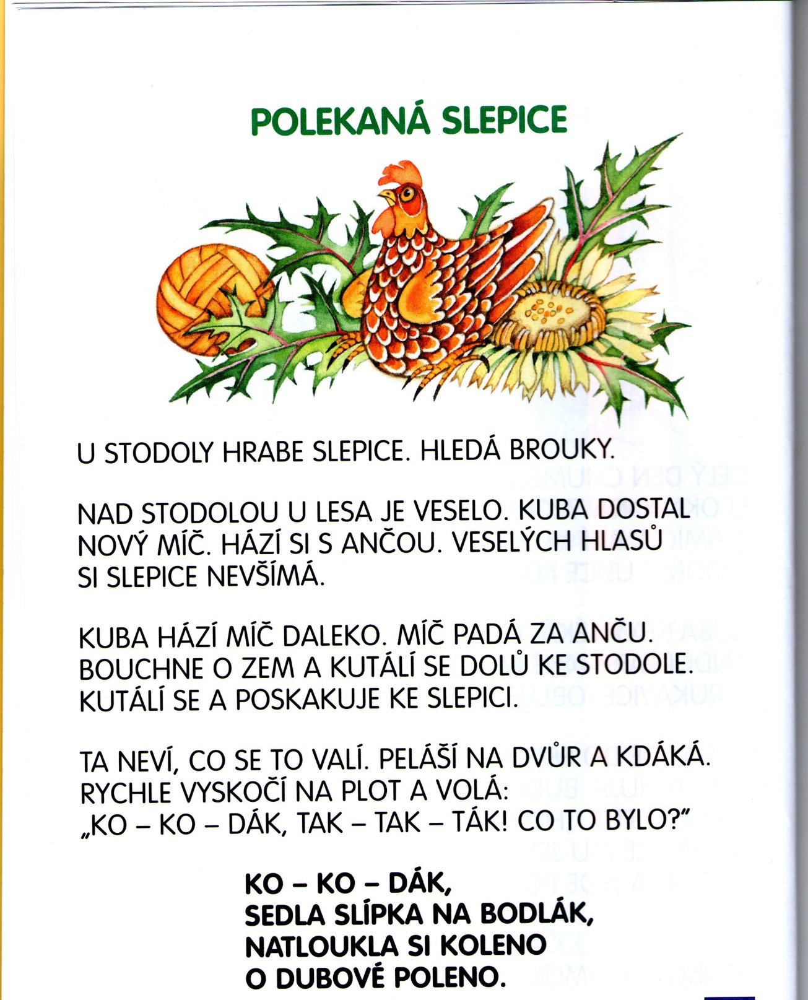 POLEKANÁ SLEPICE
U STODOLY HRABE SLEPICE. HLEDÁ BROUKY.
NAD STODOLOU U LESA JE VESELO. KUBA DOSTAL
NOVÝ MÍČ. HÁZÍ SI S ANČOU. VESELÝCH HLASŮ
SI SLEPICE NEVŠÍMÁ.
KUBA HÁZÍ MÍČ DALEKO. MÍČ PADÁ ZA ANČU.
BOUCHNE O ZEM A KUTÁLÍ SE DOLŮ KE STODOLE.
KUTÁLÍ SE A POSKAKUJE KE SLEPICI.
TA NEVÍ, CO SE TO VALÍ. PELÁŠÍ NA DVŮR A KDÁKÁ.
RYCHLE VYSKOČÍ NA PLOT A VOLÁ:
„KO – KO – DÁK, TAK – TAK – TÁK! CO TO BYLO?"
KO – KO – DÁK,
SEDLA SLÍPKA NA BODLÁK,
NATLOUKLA SI KOLENO
O DUBOVÉ POLENO.